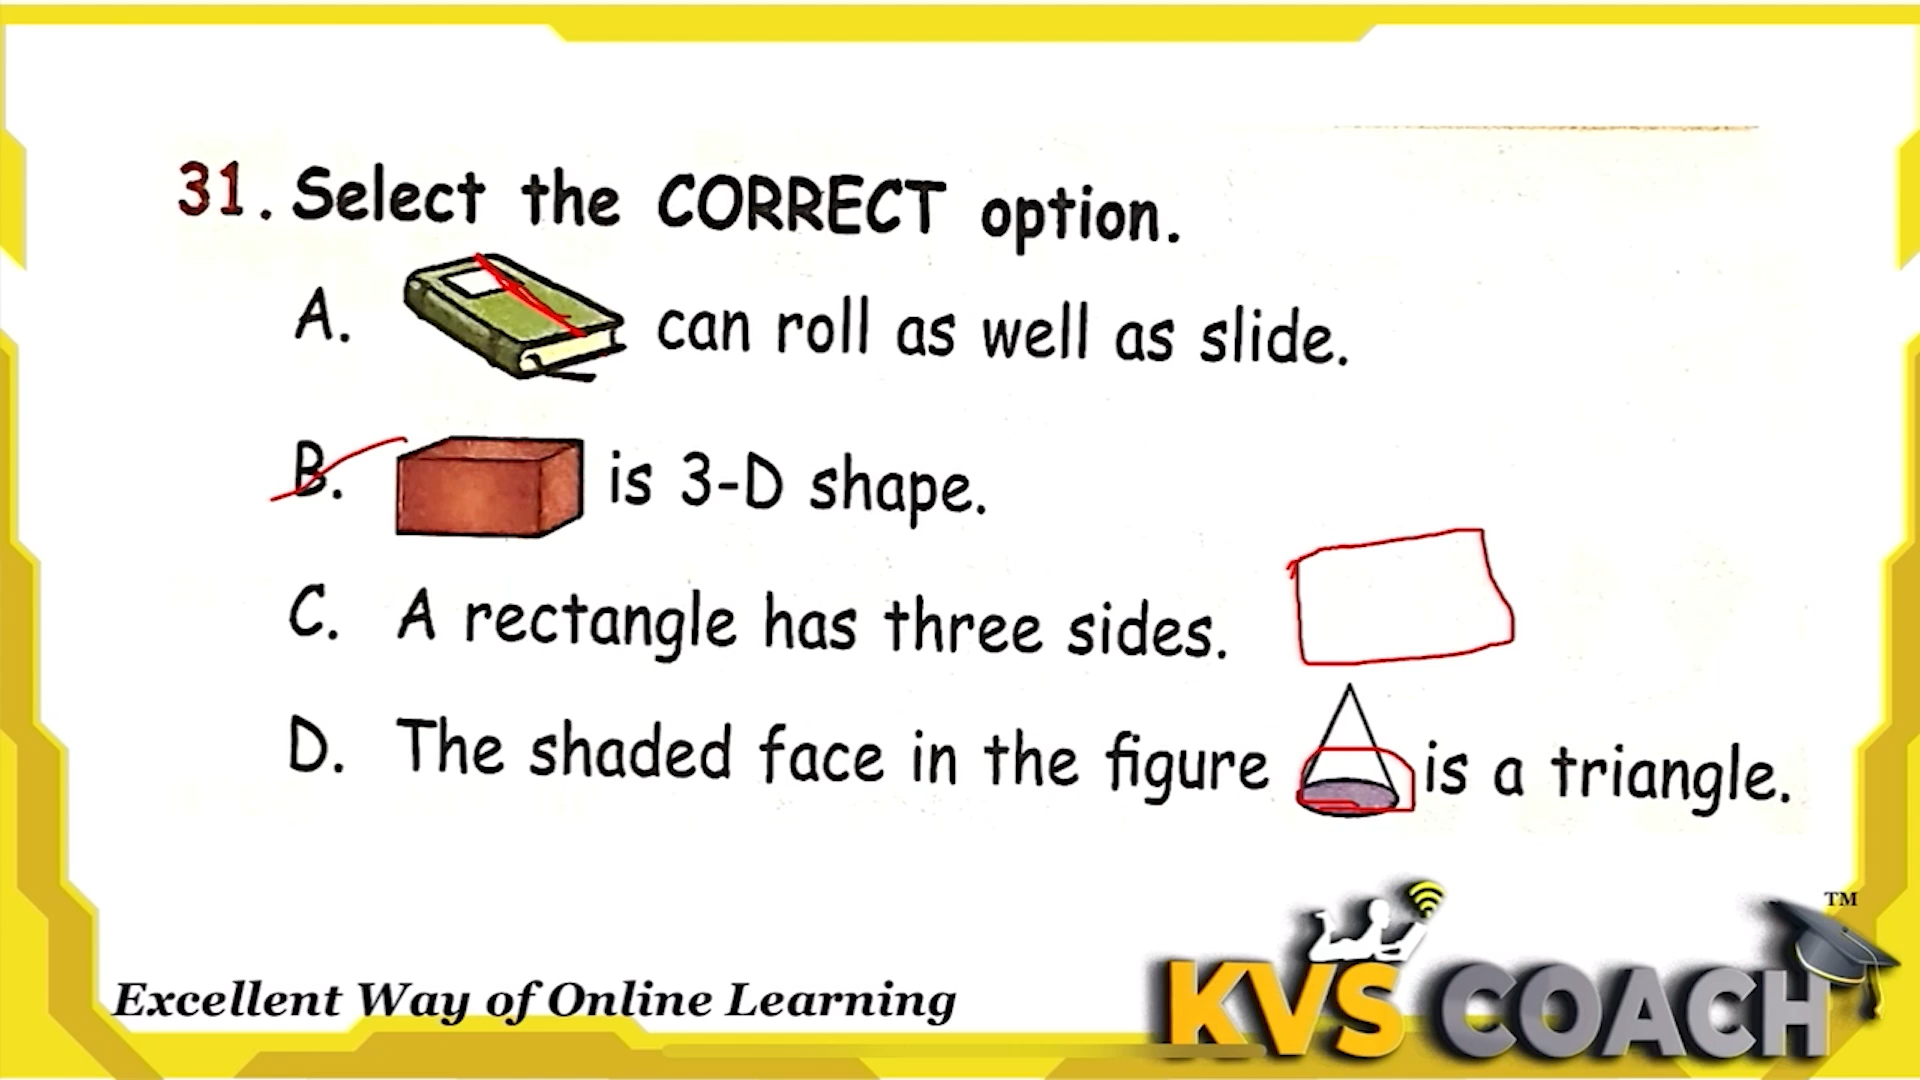 31. Select the CORRECT option.
A. can roll as well as slide.
B. is 3-D shape.
C. A rectangle has three sides.
D. The shaded face in the figure is a triangle.
TM
Excellent Way of Online Learning
KVS COACH